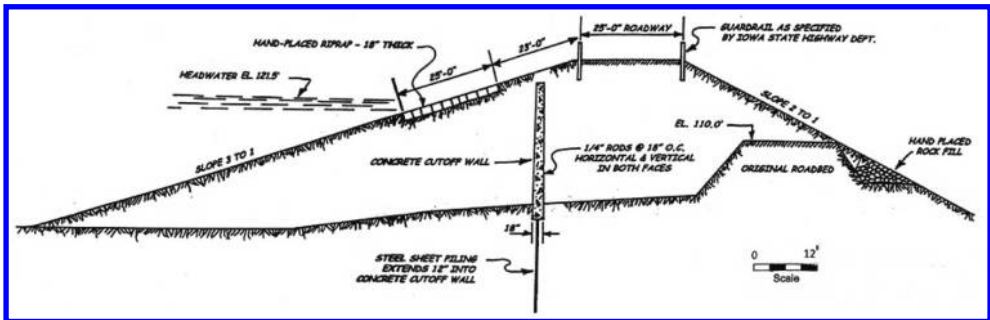 25'-0" ROADWAY
GUARDRAIL AS SPECIFIED
BY IOWA STATE HIGHWAY DEPT.
HAND-PLACED RIPRAP - 18" THICK
25'-0"
25'-0"
HEADWATER EL. 121.5'
SLOPE 3 TO 1
SLOPE 2 TO 1
EL. 110.0'
HAND PLACED
ROCK FILL
CONCRETE CUTOFF WALL
1/4" RODS @ 18" O.C.
HORIZONTAL & VERTICAL
IN BOTH FACES
ORIGINAL ROADBED
18"
STEEL SHEET PILING
EXTENDS 12" INTO
CONCRETE CUTOFF WALL
0 12'
Scale